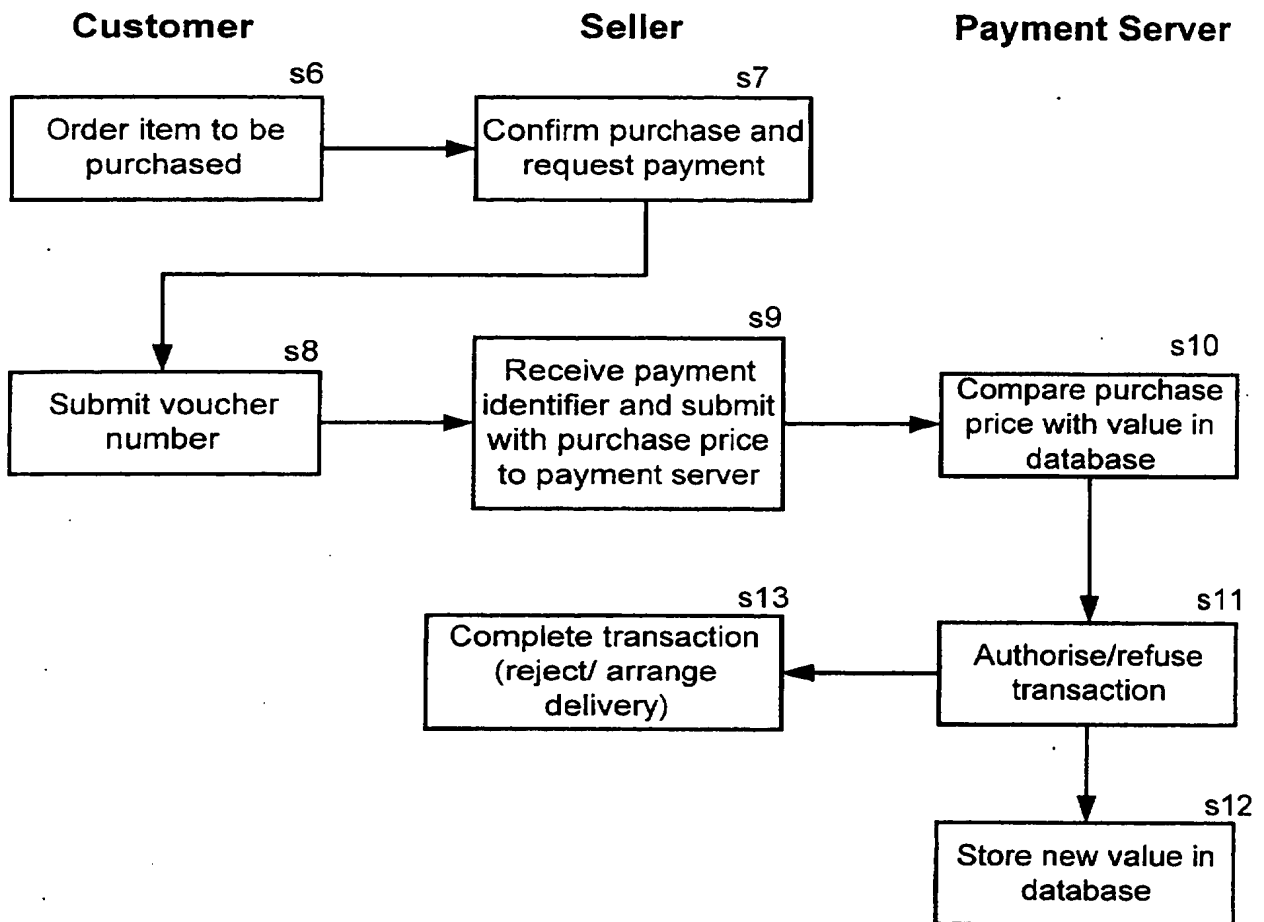 Customer
Seller
Payment Server
s6
Order item to be
purchased
s7
Confirm purchase and
request payment
s8
Submit voucher
number
s9
Receive payment
identifier and submit
with purchase price
to payment server
s10
Compare purchase
price with value in
database
s11
Authorise/refuse
transaction
s13
Complete transaction
(reject/ arrange
delivery)
s12
Store new value in
database